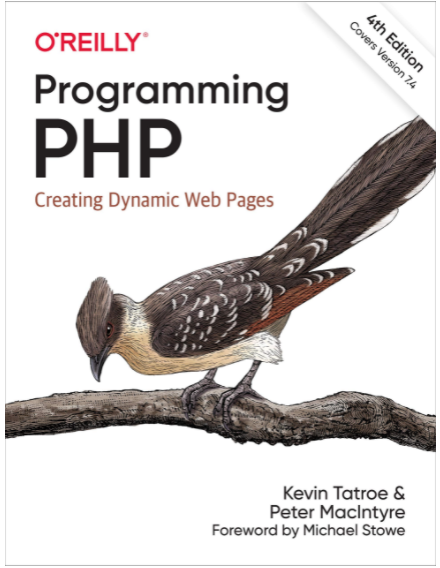 O'REILLY®
4th Edition
Covers Version 7.4
Programming
PHP
Creating Dynamic Web Pages
Kevin Tatroe &
Peter MacIntyre
Foreword by Michael Stowe